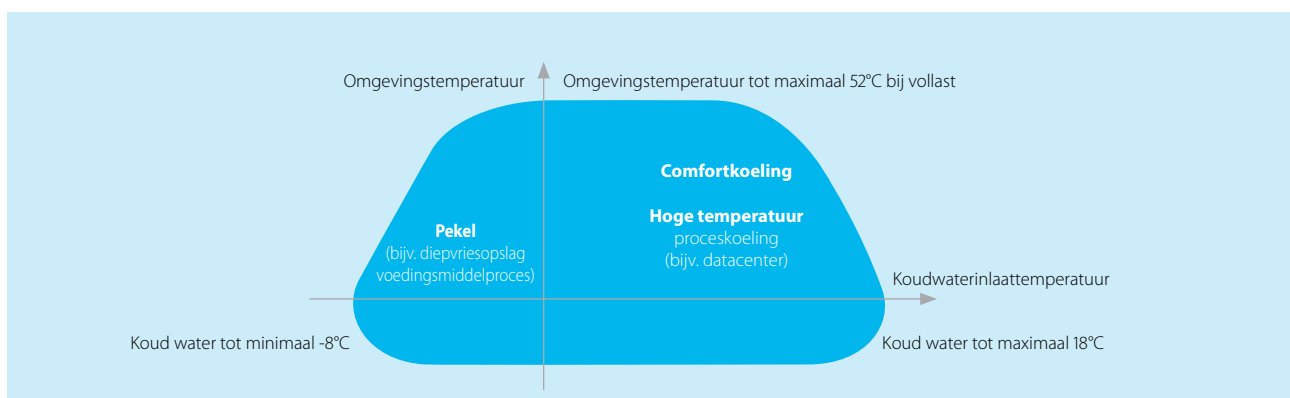 Omgevingstemperatuur
Omgevingstemperatuur tot maximaal 52°C bij vollast
Comfortkoeling
Hoge temperatuur
proceskoeling
(bijv. datacenter)
Pekel
(bijv. diepvriesopslag
voedingsmiddelproces)
Koudwaterinlaattemperatuur
Koud water tot minimaal -8°C
Koud water tot maximaal 18°C